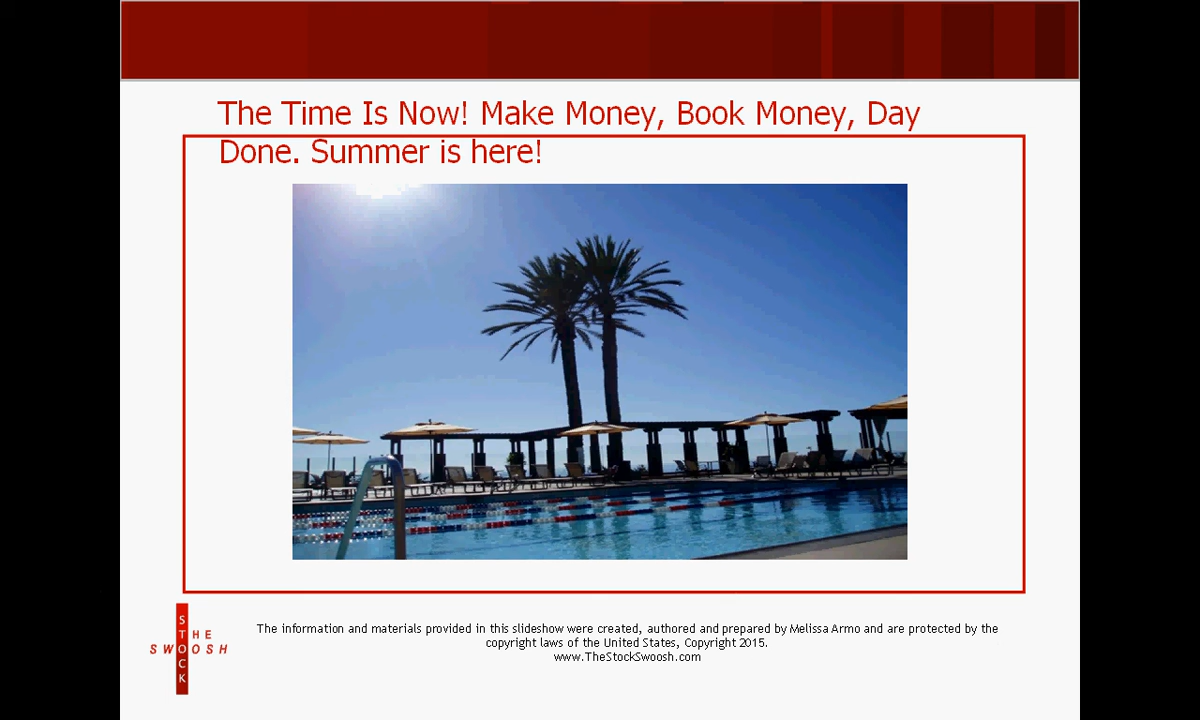 The Time Is Now! Make Money, Book Money, Day
Done. Summer is here!
STOCK
THE
SWOOSH
The information and materials provided in this slideshow were created, authored and prepared by Melissa Armo and are protected by the
copyright laws of the United States, Copyright 2015.
www.TheStockSwoosh.com